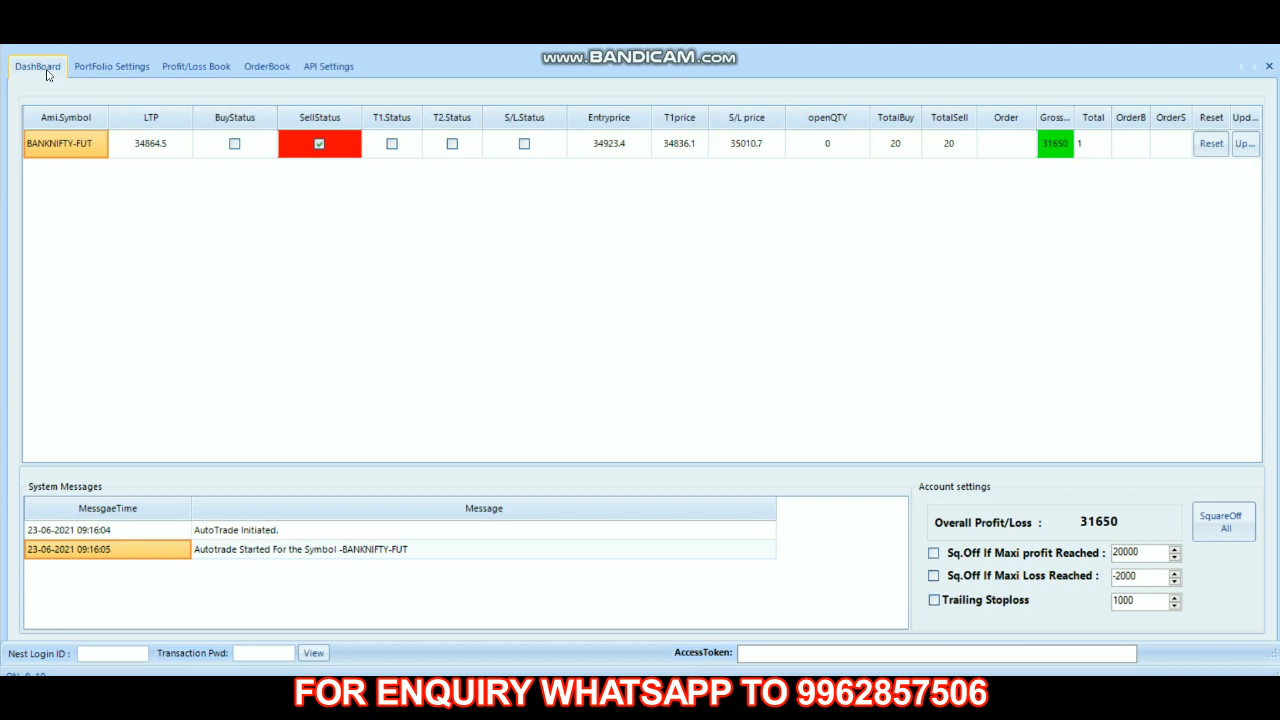 www.BANDICAM.com
DashBoard PortFolio Settings Profit/Loss Book OrderBook API Settings
Ami.Symbol LTP BuyStatus SellStatus T1.Status T2.Status S/L.Status Entryprice T1price S/L price openQTY TotalBuy TotalSell Order Gross... Total OrderB OrderS Reset Upd...
BANKNIFTY-FUT 34864.5 34923.4 34836.1 35010.7 0 20 20 31650 1 Reset Up...
System Messages
MessgaeTime Message
23-06-2021 09:16:04 AutoTrade Initiated.
23-06-2021 09:16:05 Autotrade Started For the Symbol -BANKNIFTY-FUT
Account settings
Overall Profit/Loss : 31650
SquareOff All
Sq.Off If Maxi profit Reached : 20000
Sq.Off If Maxi Loss Reached : -2000
Trailing Stoploss 1000
Nest Login ID : Transaction Pwd: View AccessToken:
FOR ENQUIRY WHATSAPP TO 9962857506